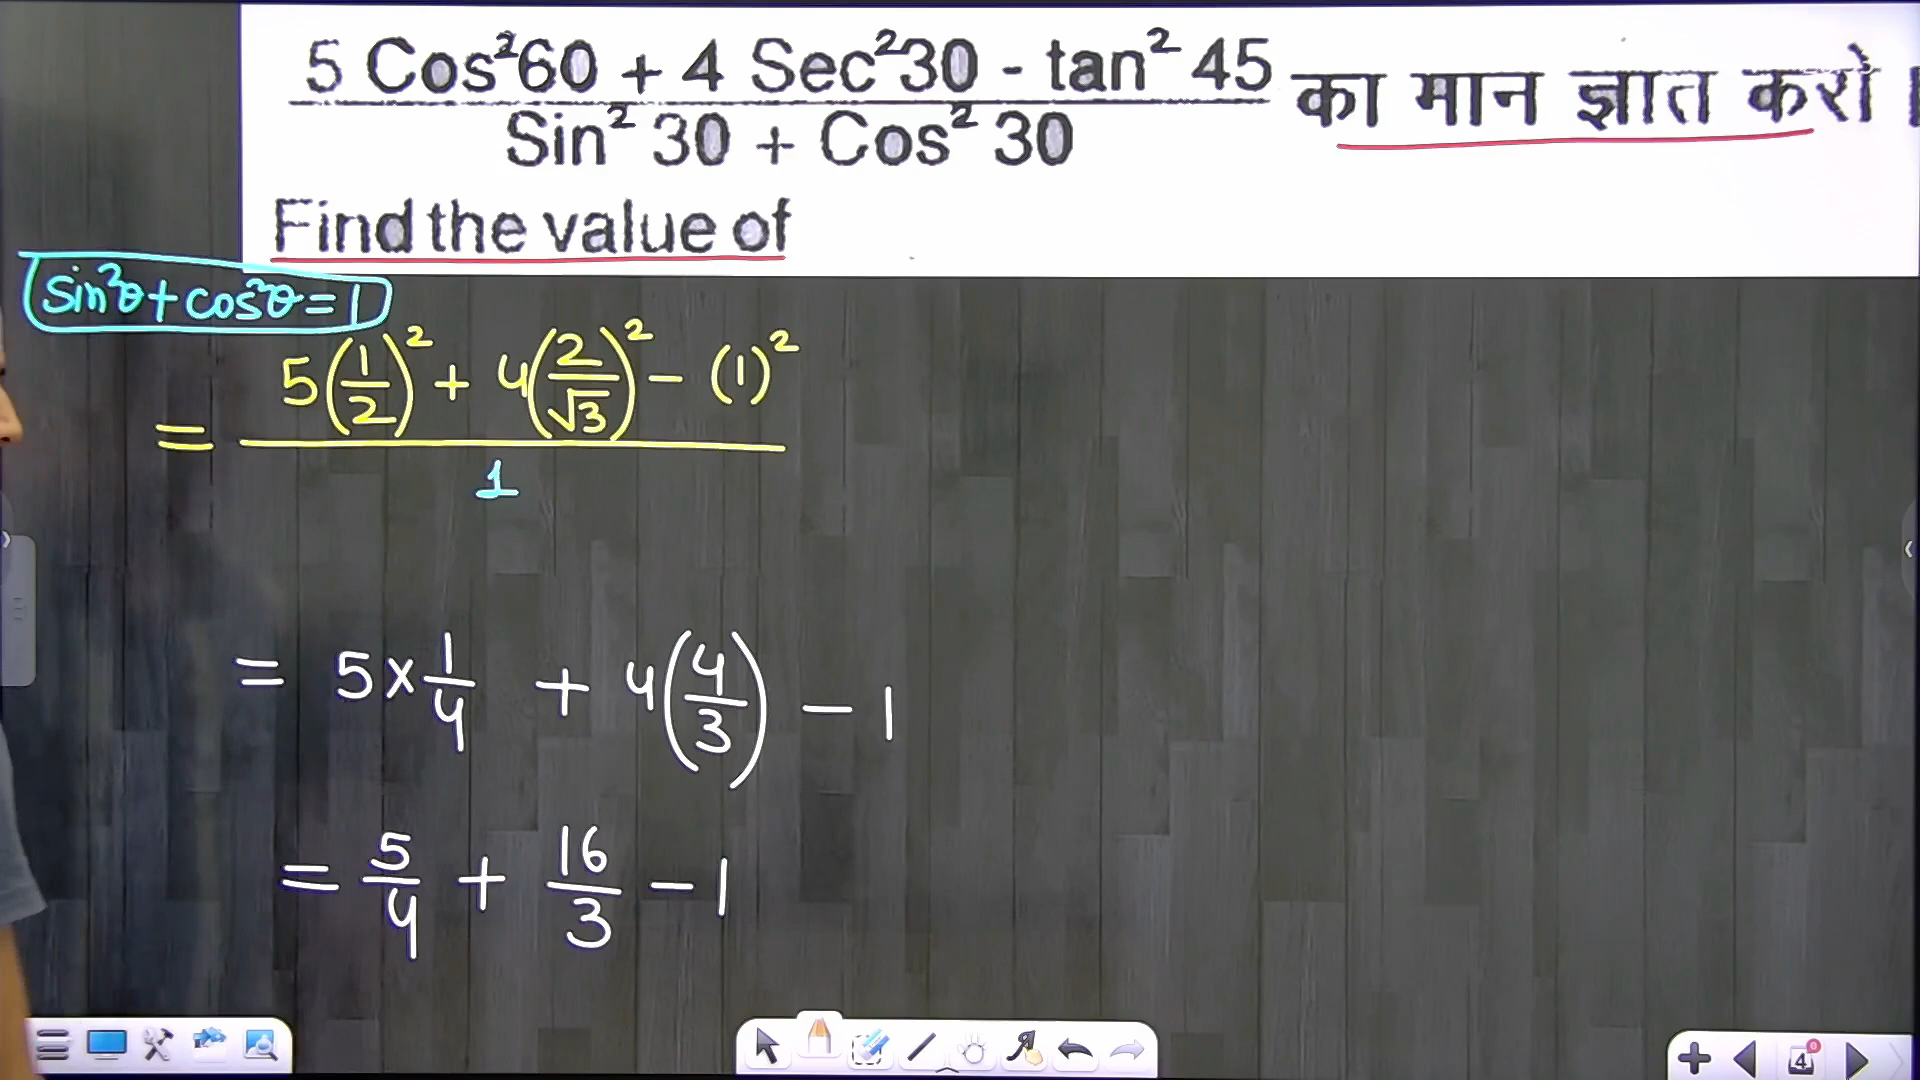 5 Cos²60 + 4 Sec²30 - tan² 45 / Sin² 30 + Cos² 30 का मान ज्ञात करो ।
Find the value of
sin²θ + cos²θ = 1
= 5(1/2)² + 4(2/√3)² − (1)² / 1
= 5 × 1/4 + 4(4/3) − 1
= 5/4 + 16/3 − 1
4